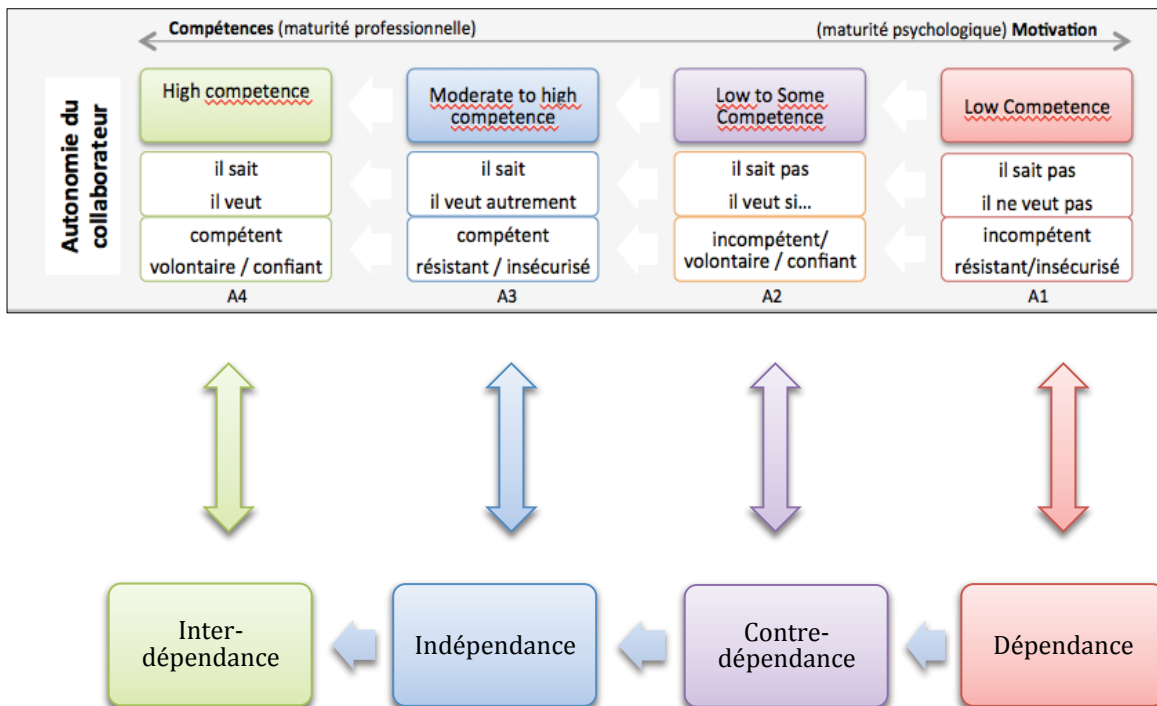 Compétences (maturité professionnelle)
(maturité psychologique) Motivation
Autonomie du
collaborateur
High competence
Moderate to high
competence
Low to Some
Competence
Low Competence
il sait
il veut
il sait
il veut autrement
il sait pas
il veut si...
il sait pas
il ne veut pas
compétent
volontaire / confiant
compétent
résistant / insécurisé
incompétent/
volontaire / confiant
incompétent
résistant/insécurisé
A4
A3
A2
A1
Inter-
dépendance
Indépendance
Contre-
dépendance
Dépendance